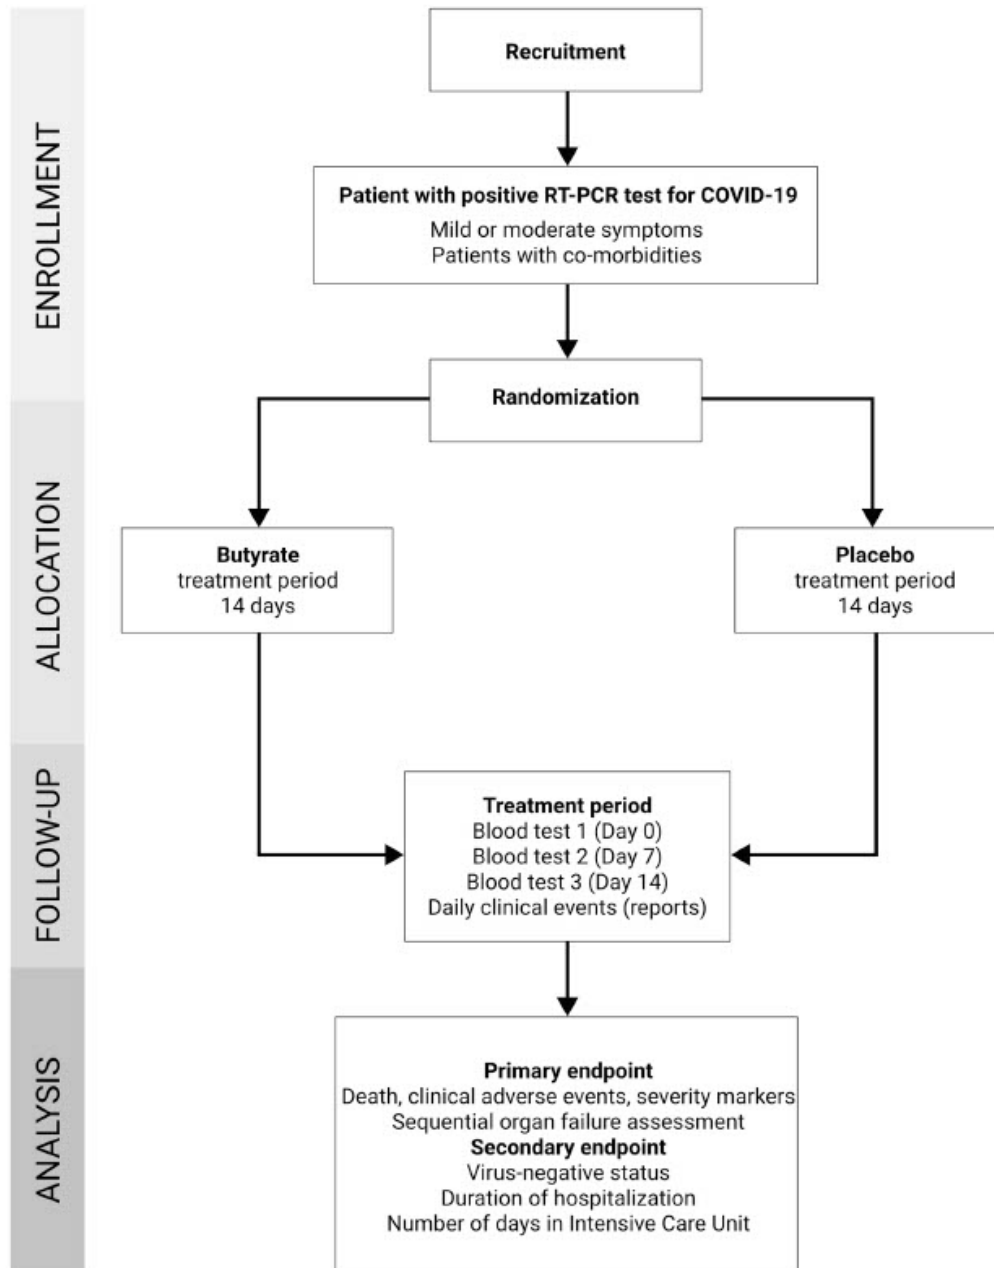 ENROLLMENT
Recruitment
Patient with positive RT-PCR test for COVID-19
Mild or moderate symptoms
Patients with co-morbidities
Randomization
ALLOCATION
Butyrate
treatment period
14 days
Placebo
treatment period
14 days
FOLLOW-UP
Treatment period
Blood test 1 (Day 0)
Blood test 2 (Day 7)
Blood test 3 (Day 14)
Daily clinical events (reports)
ANALYSIS
Primary endpoint
Death, clinical adverse events, severity markers
Sequential organ failure assessment
Secondary endpoint
Virus-negative status
Duration of hospitalization
Number of days in Intensive Care Unit